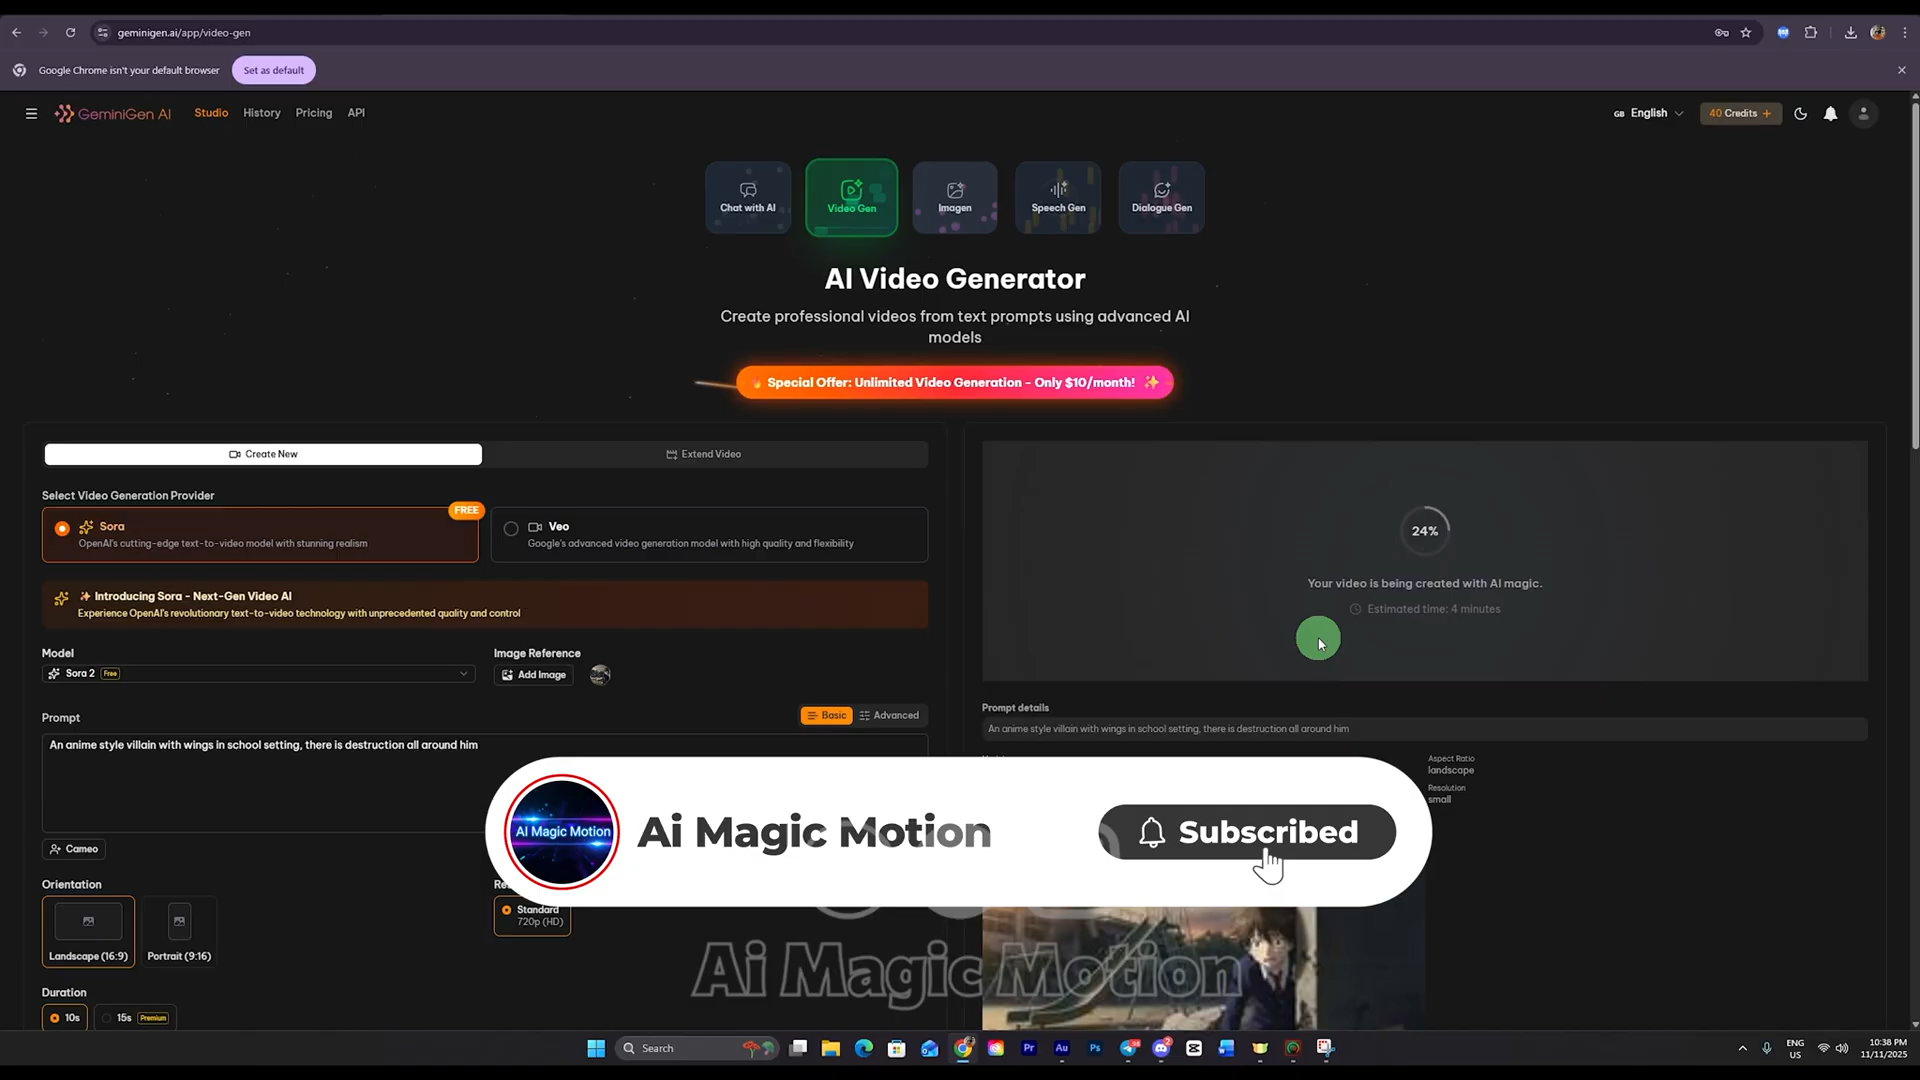 geminigen.ai/app/video-gen
Google Chrome isn't your default browser
Set as default
GeminiGen AI
Studio
History
Pricing
API
GB English
40 Credits +
Chat with AI
Video Gen
Imagen
Speech Gen
Dialogue Gen
AI Video Generator
Create professional videos from text prompts using advanced AI
models
Special Offer: Unlimited Video Generation - Only $10/month!
Create New
Extend Video
Select Video Generation Provider
FREE
Sora
OpenAI's cutting-edge text-to-video model with stunning realism
Veo
Google's advanced video generation model with high quality and flexibility
Introducing Sora - Next-Gen Video AI
Experience OpenAI's revolutionary text-to-video technology with unprecedented quality and control
24%
Your video is being created with AI magic.
Estimated time: 4 minutes
Model
Sora 2 Free
Image Reference
Add Image
Prompt
Basic
Advanced
An anime style villain with wings in school setting, there is destruction all around him
Prompt details
An anime style villain with wings in school setting, there is destruction all around him
Aspect Ratio
landscape
Resolution
small
AI Magic Motion
Ai Magic Motion
Subscribed
Cameo
Orientation
Landscape (16:9)
Portrait (9:16)
Standard
720p (HD)
Ai Magic Motion
Duration
10s
15s Premium
Search
Pr
Au
Ps
ENG
US
10:38 PM
11/11/2025